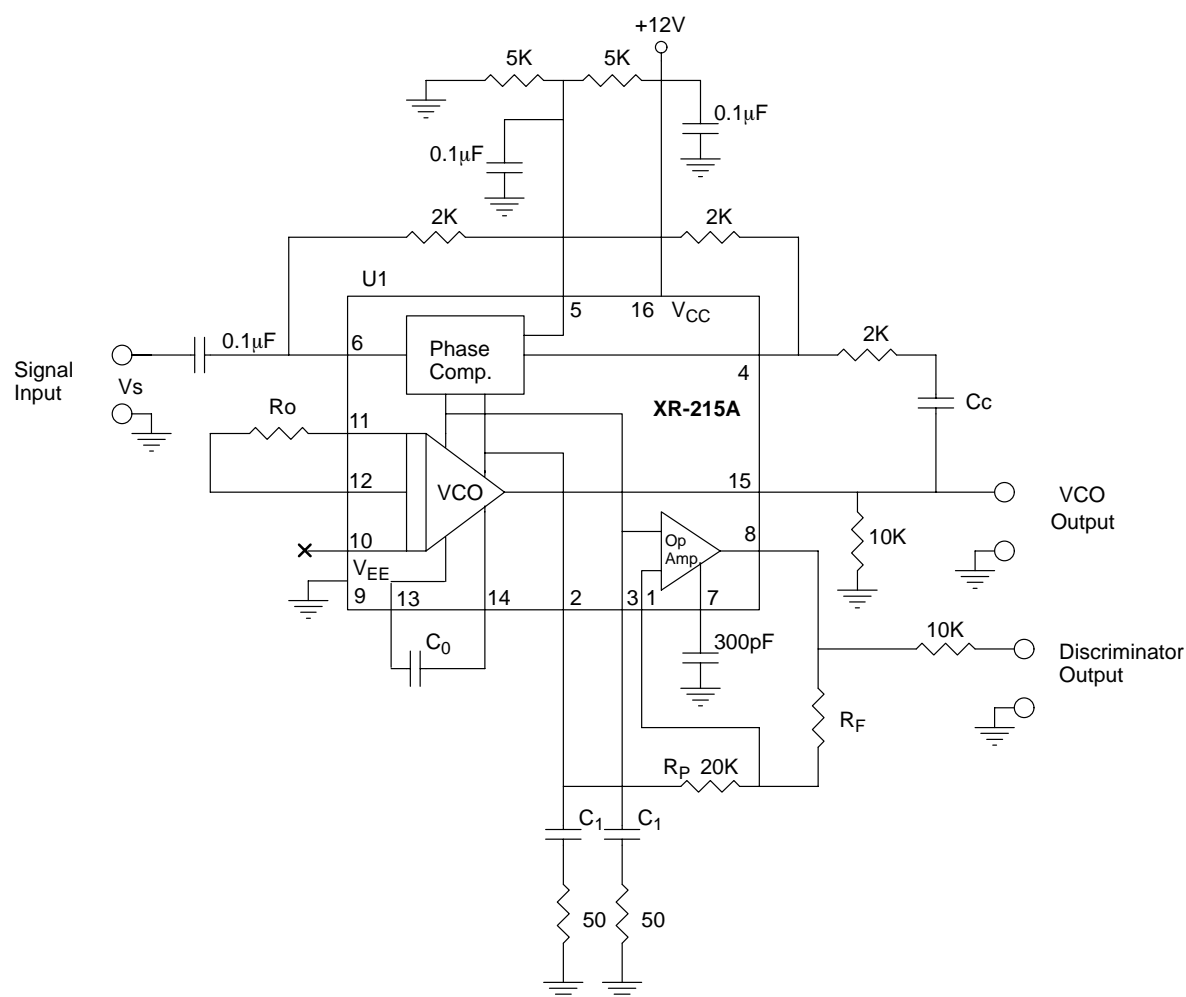 +12V
5K
5K
0.1μF
0.1μF
2K
2K
U1
5
16
VCC
2K
0.1μF
6
Phase
Comp.
4
Signal
Input
Vs
Cc
XR-215A
Ro
11
12
VCO
15
VCO
Output
8
Op
Amp.
10K
10
VEE
9
13
14
2
3
1
7
C0
300pF
10K
Discriminator
Output
RF
RP
20K
C1
C1
50
50